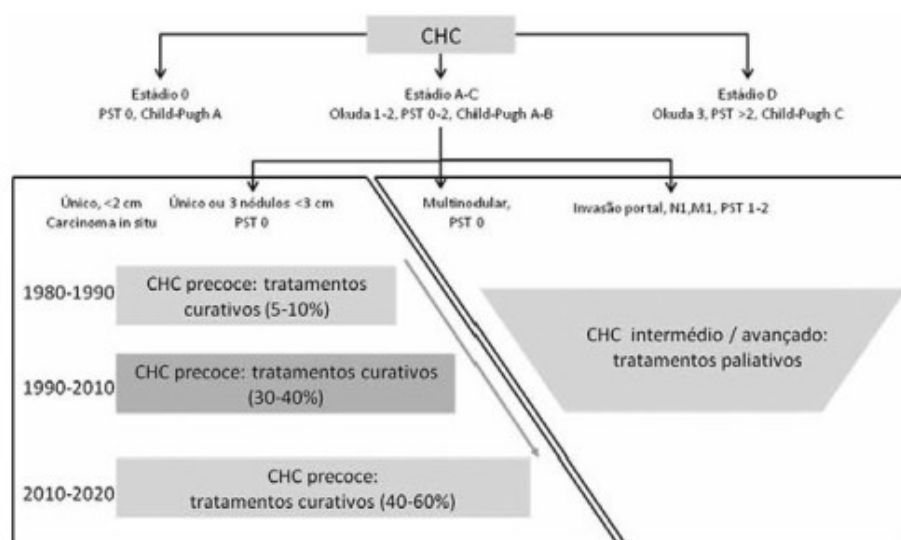 CHC
Estádio 0
PST 0, Child-Pugh A
Estádio A-C
Okuda 1-2, PST 0-2, Child-Pugh A-B
Estádio D
Okuda 3, PST >2, Child-Pugh C
Único, <2 cm
Carcinoma in situ
Único ou 3 nódulos <3 cm
PST 0
Multinodular,
PST 0
Invasão portal, N1,M1, PST 1-2
1980-1990
CHC precoce: tratamentos
curativos (5-10%)
CHC intermédio / avançado:
tratamentos paliativos
1990-2010
CHC precoce: tratamentos curativos
(30-40%)
2010-2020
CHC precoce:
tratamentos curativos (40-60%)